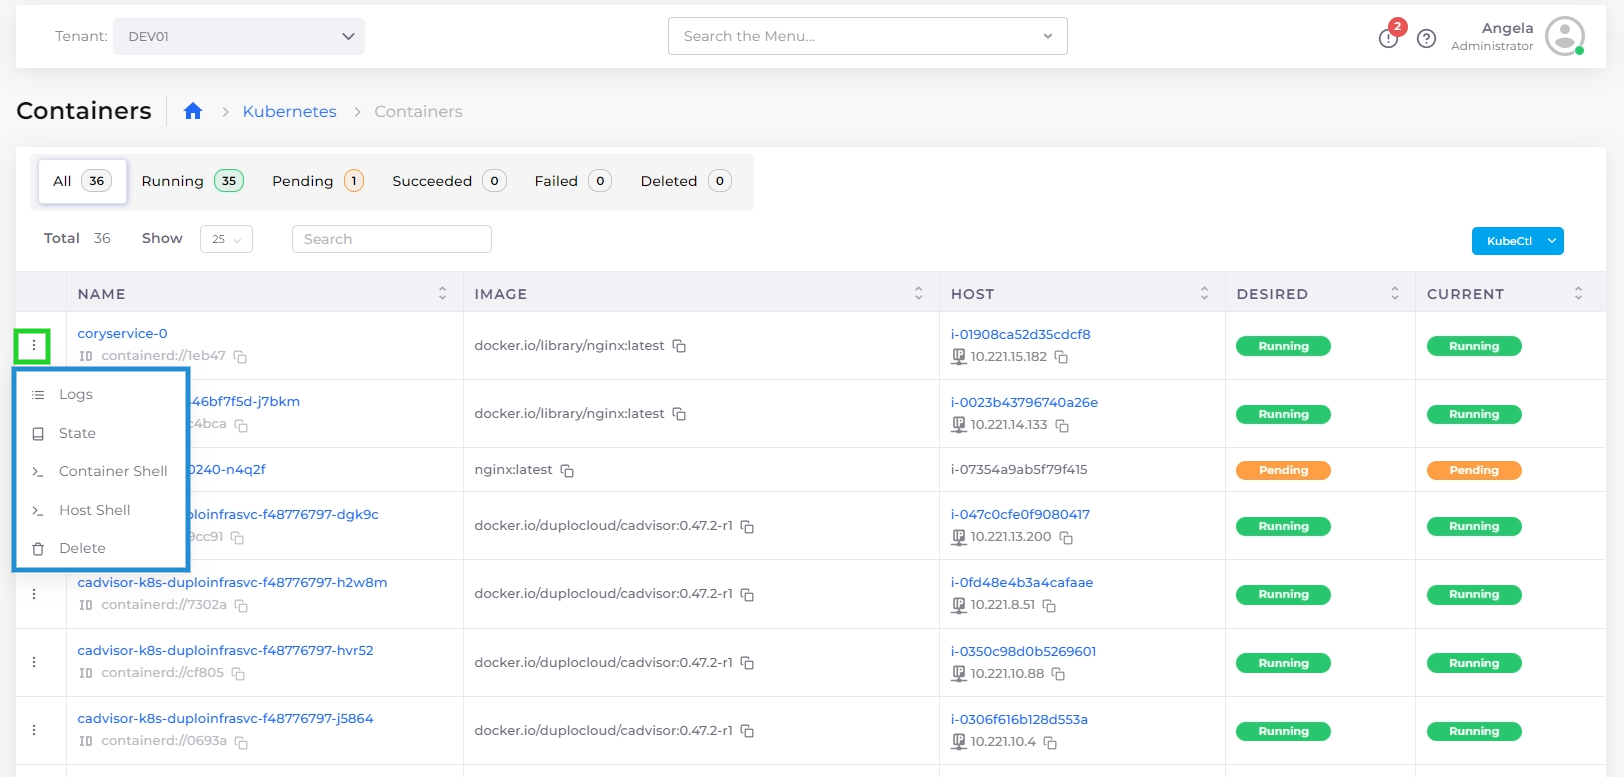 Tenant: DEV01
Search the Menu...
2
Angela
Administrator
Containers > Kubernetes > Containers
All 36 Running 35 Pending 1 Succeeded 0 Failed 0 Deleted 0
Total 36 Show 25 Search
KubeCtl
NAME IMAGE HOST DESIRED CURRENT
coryservice-0
ID containerd://1eb47
docker.io/library/nginx:latest
i-01908ca52d35cdcf8
10.221.15.182
Running Running
Logs
State
Container Shell
Host Shell
Delete
46bf7f5d-j7bkm
c4bca
docker.io/library/nginx:latest
i-0023b43796740a26e
10.221.14.133
Running Running
0240-n4q2f
nginx:latest
i-07354a9ab5f79f415
Pending Pending
loinfrasvc-f48776797-dgk9c
9cc91
docker.io/duplocloud/cadvisor:0.47.2-r1
i-047c0cfe0f9080417
10.221.13.200
Running Running
cadvisor-k8s-duploinfrasvc-f48776797-h2w8m
ID containerd://7302a
docker.io/duplocloud/cadvisor:0.47.2-r1
i-0fd48e4b3a4cafaae
10.221.8.51
Running Running
cadvisor-k8s-duploinfrasvc-f48776797-hvr52
ID containerd://cf805
docker.io/duplocloud/cadvisor:0.47.2-r1
i-0350c98d0b5269601
10.221.10.88
Running Running
cadvisor-k8s-duploinfrasvc-f48776797-j5864
ID containerd://0693a
docker.io/duplocloud/cadvisor:0.47.2-r1
i-0306f616b128d553a
10.221.10.4
Running Running